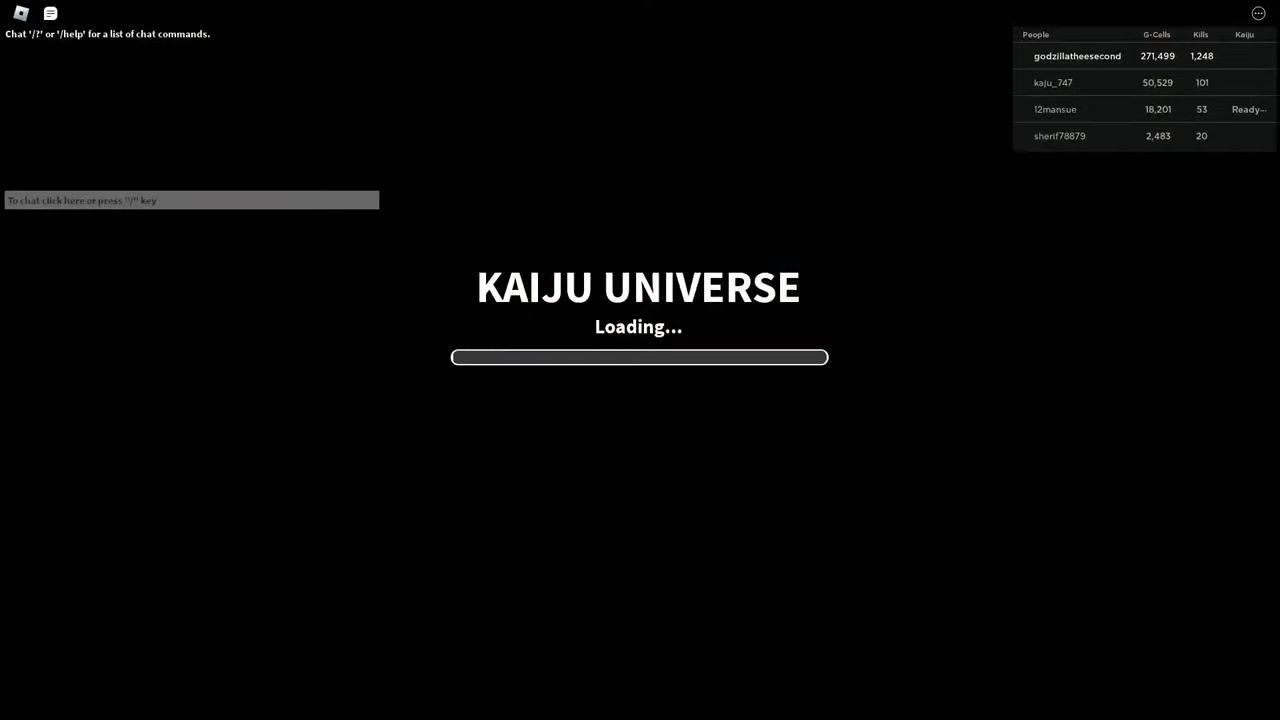 Chat '/?' or '/help' for a list of chat commands.
People G-Cells Kills Kaiju
godzillatheesecond 271,499 1,248
kaju_747 50,529 101
12mansue 18,201 53 Ready--
sherif78879 2,483 20
To chat click here or press "/" key
KAIJU UNIVERSE
Loading...